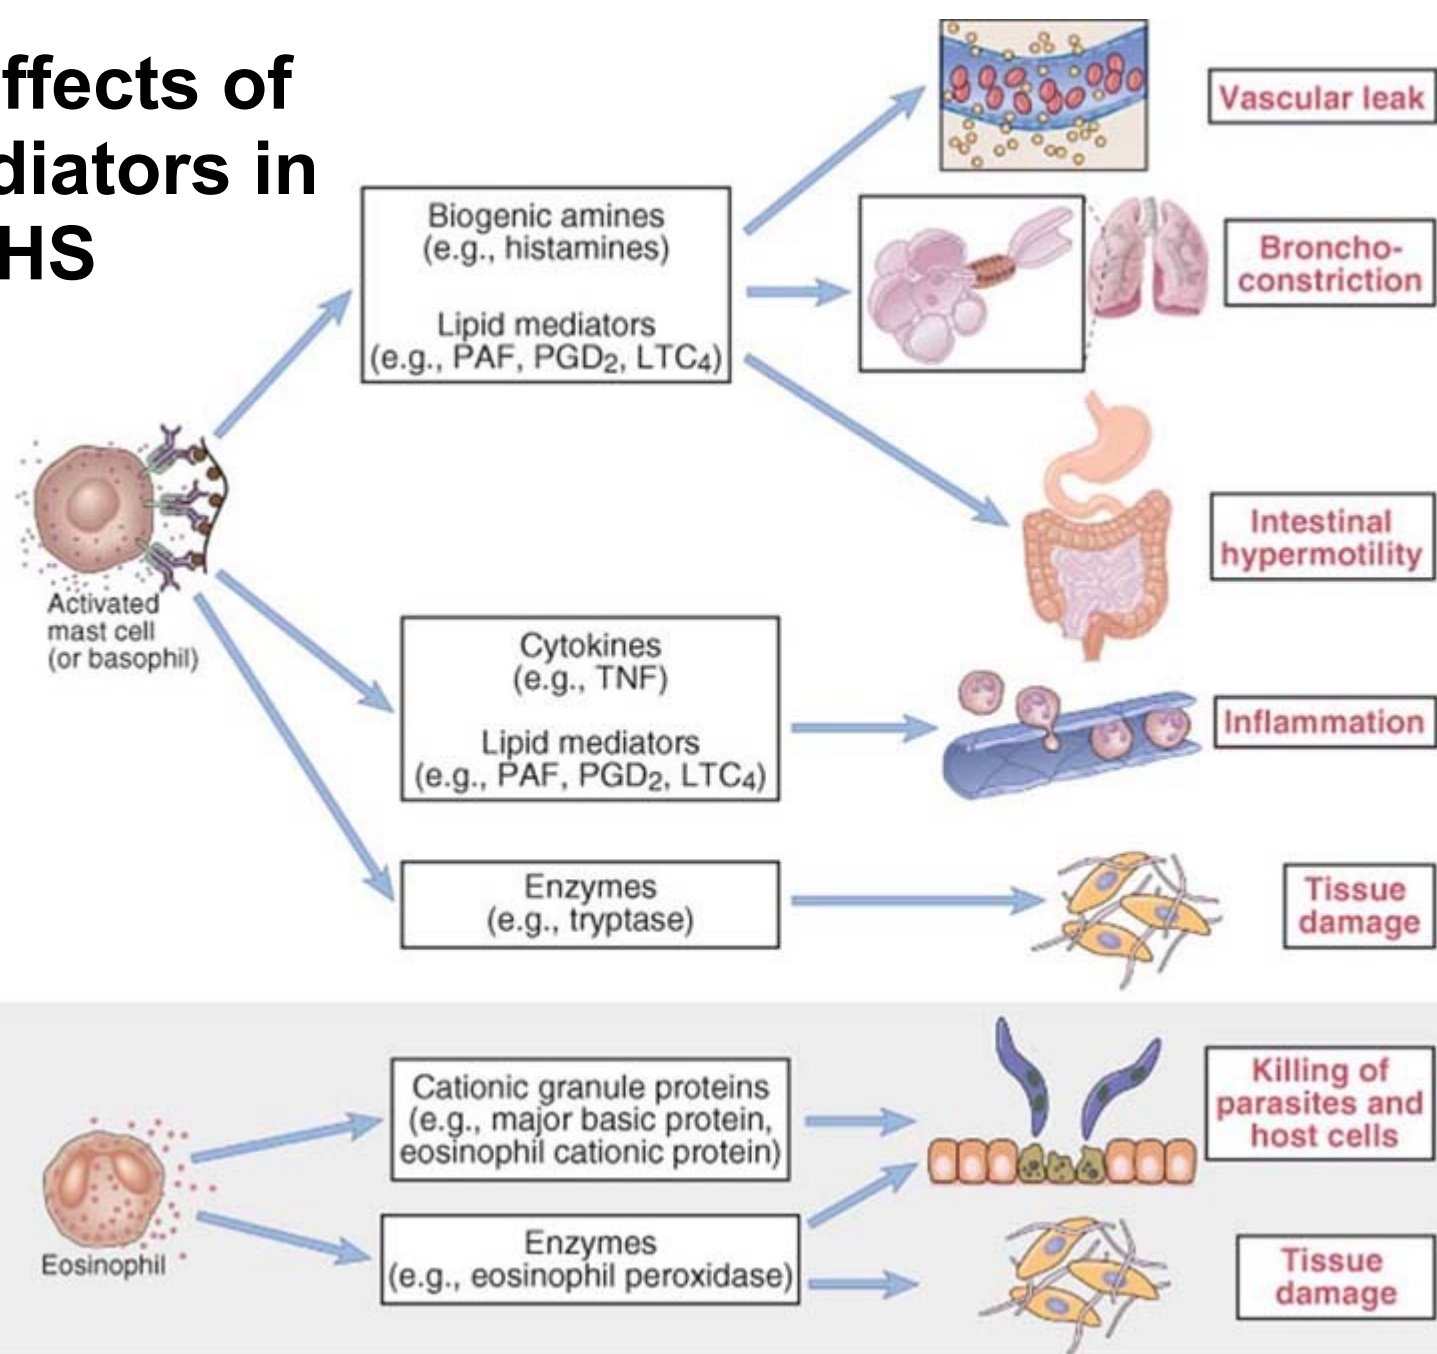 ffects of
diators in
HS
Biogenic amines
(e.g., histamines)
Lipid mediators
(e.g., PAF, PGD2, LTC4)
Vascular leak
Broncho-
constriction
Intestinal
hypermotility
Activated
mast cell
(or basophil)
Cytokines
(e.g., TNF)
Lipid mediators
(e.g., PAF, PGD2, LTC4)
Inflammation
Enzymes
(e.g., tryptase)
Tissue
damage
Cationic granule proteins
(e.g., major basic protein,
eosinophil cationic protein)
Killing of
parasites and
host cells
Eosinophil
Enzymes
(e.g., eosinophil peroxidase)
Tissue
damage